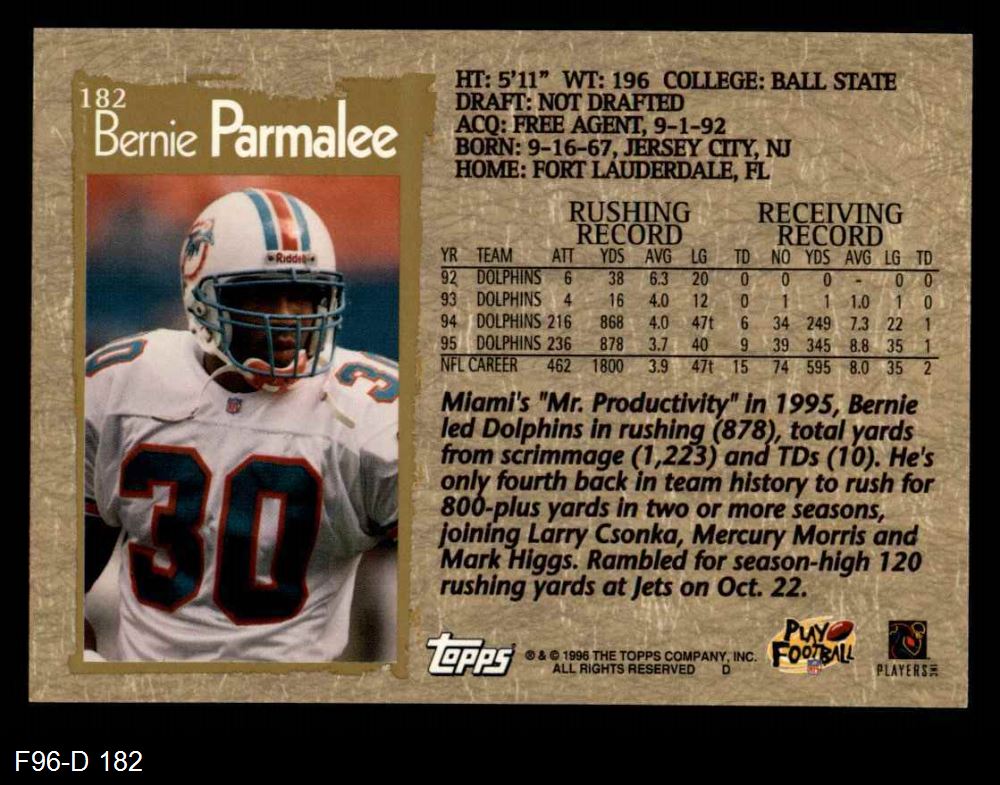 182
Bernie Parmalee
Riddell
30
30
30
HT: 5'11" WT: 196 COLLEGE: BALL STATE
DRAFT: NOT DRAFTED
ACQ: FREE AGENT, 9-1-92
BORN: 9-16-67, JERSEY CITY, NJ
HOME: FORT LAUDERDALE, FL
RUSHING RECEIVING
RECORD RECORD
YR TEAM ATT YDS AVG LG TD NO YDS AVG LG TD
92 DOLPHINS 6 38 6.3 20 0 0 0 - 0 0
93 DOLPHINS 4 16 4.0 12 0 1 1 1.0 1 0
94 DOLPHINS 216 868 4.0 47t 6 34 249 7.3 22 1
95 DOLPHINS 236 878 3.7 40 9 39 345 8.8 35 1
NFL CAREER 462 1800 3.9 47t 15 74 595 8.0 35 2
Miami's "Mr. Productivity" in 1995, Bernie
led Dolphins in rushing (878), total yards
from scrimmage (1,223) and TDs (10). He's
only fourth back in team history to rush for
800-plus yards in two or more seasons,
joining Larry Csonka, Mercury Morris and
Mark Higgs. Rambled for season-high 120
rushing yards at Jets on Oct. 22.
TOPPS
® & © 1996 THE TOPPS COMPANY, INC.
ALL RIGHTS RESERVED D
PLAY
FOOTBALL
PLAYERS
F96-D 182